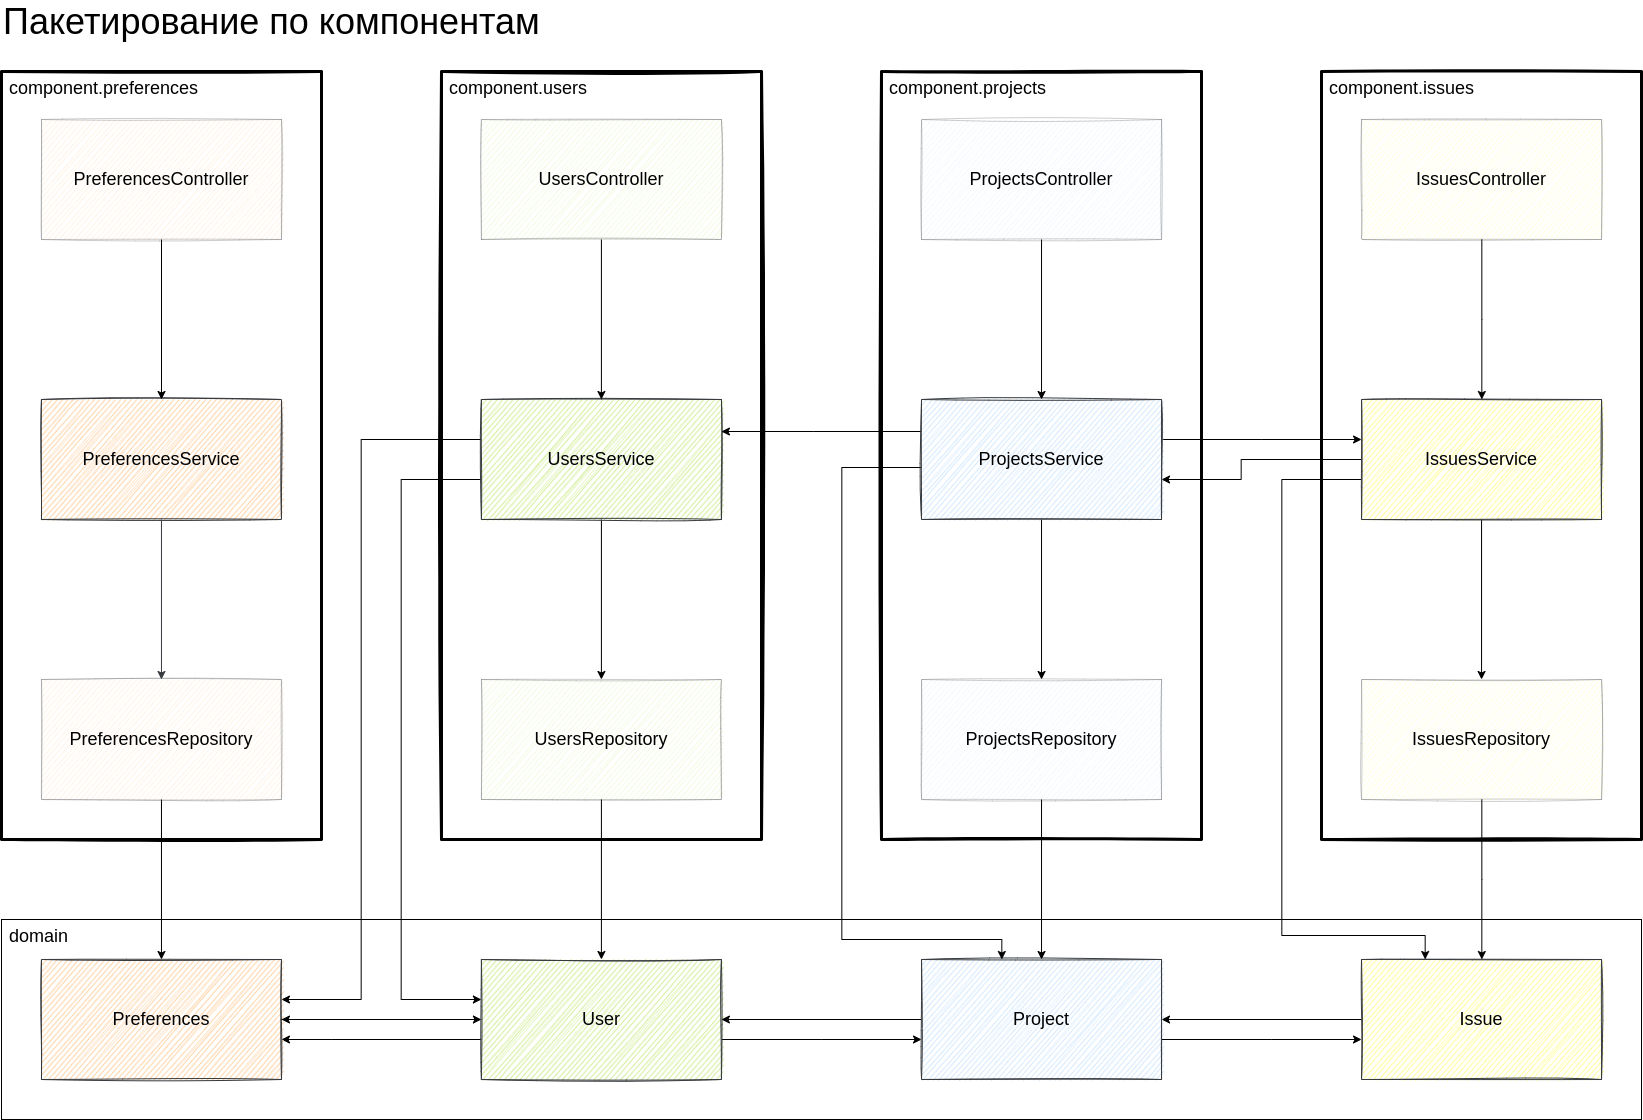 Пакетирование по компонентам
component.preferences
component.users
component.projects
component.issues
PreferencesController
UsersController
ProjectsController
IssuesController
PreferencesService
UsersService
ProjectsService
IssuesService
PreferencesRepository
UsersRepository
ProjectsRepository
IssuesRepository
domain
Preferences
User
Project
Issue